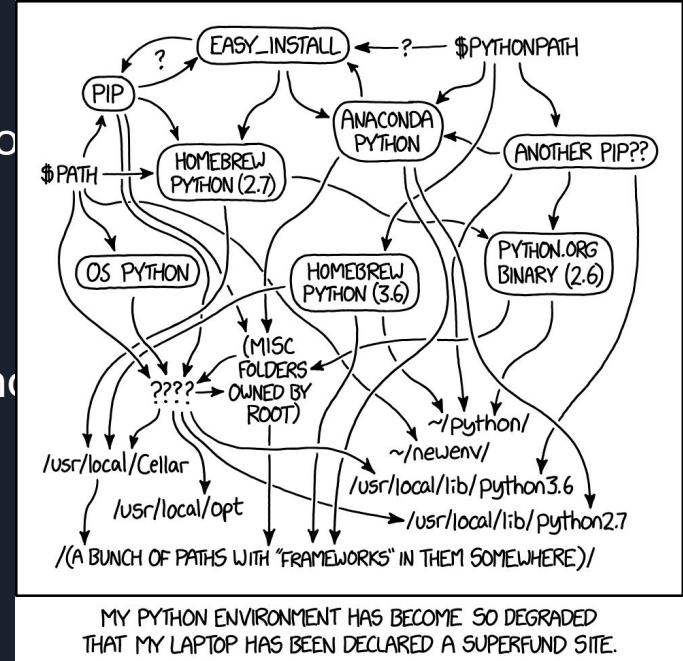 EASY_INSTALL
?
$PYTHONPATH
?
PIP
ANACONDA
PYTHON
ANOTHER PIP??
HOMEBREW
PYTHON (2.7)
$PATH
OS PYTHON
HOMEBREW
PYTHON (3.6)
PYTHON.ORG
BINARY (2.6)
(MISC
FOLDERS
OWNED BY
ROOT)
????
~/python/
~/newenv/
/usr/local/Cellar
/usr/local/lib/python3.6
/usr/local/opt
/usr/local/lib/python2.7
/(A BUNCH OF PATHS WITH "FRAMEWORKS" IN THEM SOMEWHERE)/
MY PYTHON ENVIRONMENT HAS BECOME SO DEGRADED
THAT MY LAPTOP HAS BEEN DECLARED A SUPERFUND SITE.